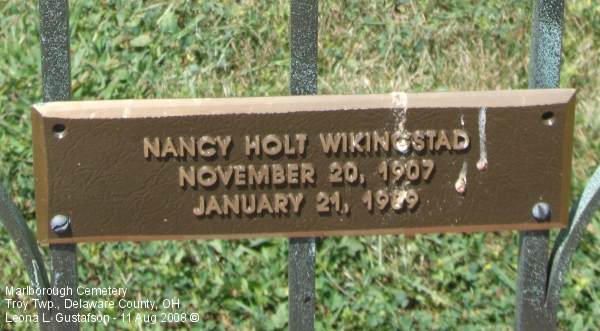 NANCY HOLT WIKINGSTAD
NOVEMBER 20, 1907
JANUARY 21,
Marlborough Cemetery
Troy Twp., Delaware County, OH
Leona L. Gustafson - 11 Aug 2008 ©